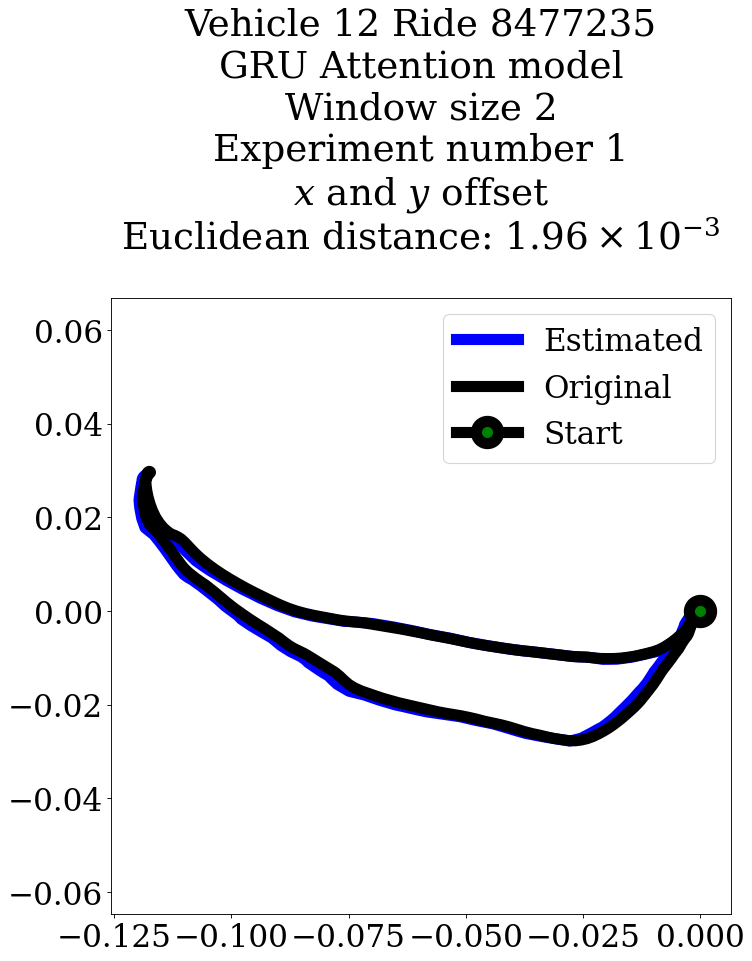 Vehicle 12 Ride 8477235
GRU Attention model
Window size 2
Experiment number 1
x and y offset
Euclidean distance: 1.96 × 10⁻³
Estimated
Original
Start
0.06
0.04
0.02
0.00
−0.02
−0.04
−0.06
−0.125 −0.100 −0.075 −0.050 −0.025 0.000